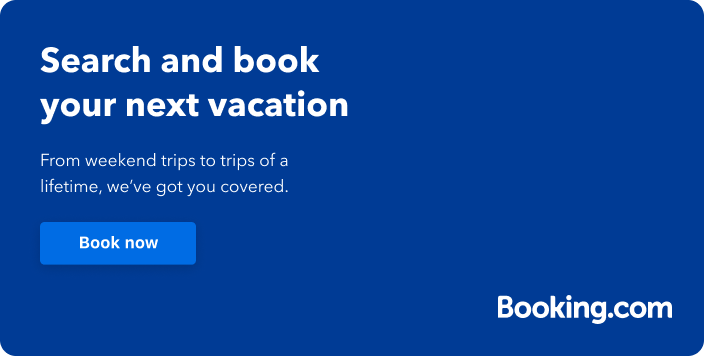 Search and book
your next vacation
From weekend trips to trips of a
lifetime, we’ve got you covered.
Book now
Booking.com